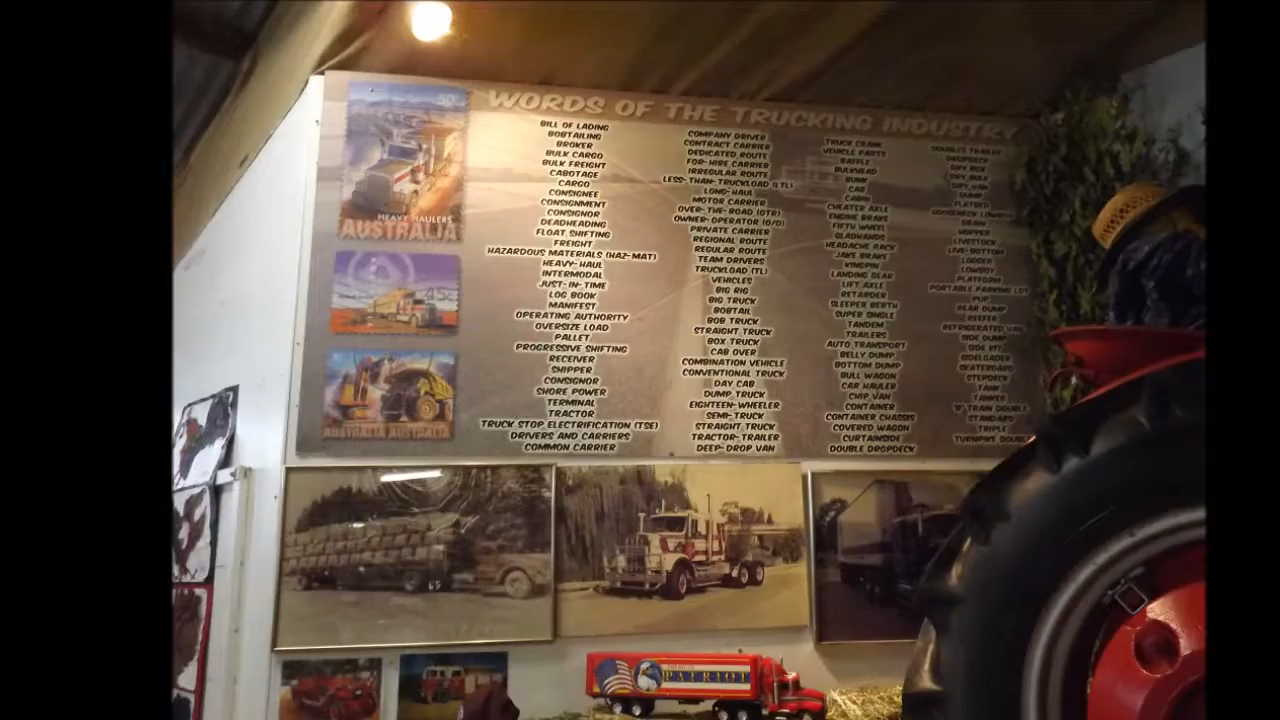 WORDS OF THE TRUCKING INDUSTRY
50c
HEAVY HAULERS
AUSTRALIA
AUSTRALIA AUSTRALIA
BILL OF LADING
BOBTAILING
BROKER
BULK CARGO
BULK FREIGHT
CABOTAGE
CARGO
CONSIGNEE
CONSIGNMENT
CONSIGNOR
DEADHEADING
FLOAT SHIFTING
FREIGHT
HAZARDOUS MATERIALS (HAZ-MAT)
HEAVY-HAUL
INTERMODAL
JUST-IN-TIME
LOG BOOK
MANIFEST
OPERATING AUTHORITY
OVERSIZE LOAD
PALLET
PROGRESSIVE SHIFTING
RECEIVER
SHIPPER
CONSIGNOR
SHORE POWER
TERMINAL
TRACTOR
TRUCK STOP ELECTRIFICATION (TSE)
DRIVERS AND CARRIERS
COMMON CARRIER
COMPANY DRIVER
CONTRACT CARRIER
DEDICATED ROUTE
FOR-HIRE CARRIER
IRREGULAR ROUTE
LESS-THAN-TRUCKLOAD (LTL)
LONG-HAUL
MOTOR CARRIER
OVER-THE-ROAD (OTR)
OWNER-OPERATOR (O/O)
PRIVATE CARRIER
REGIONAL ROUTE
REGULAR ROUTE
TEAM DRIVERS
TRUCKLOAD (TL)
VEHICLES
BIG RIG
BIG TRUCK
BOBTAIL
BOB TRUCK
STRAIGHT TRUCK
BOX TRUCK
CAB OVER
COMBINATION VEHICLE
CONVENTIONAL TRUCK
DAY CAB
DUMP TRUCK
EIGHTEEN-WHEELER
SEMI-TRUCK
STRAIGHT TRUCK
TRACTOR-TRAILER
DEEP-DROP VAN
TRUCK CRANK
VEHICLE PARTS
BAFFLE
BULKHEAD
BUNK
CAB
CABIN
CHEATER AXLE
ENGINE BRAKE
FIFTH WHEEL
GLADHANDS
HEADACHE RACK
JAKE BRAKE
KINGPIN
LANDING GEAR
LIFT AXLE
RETARDER
SLEEPER BERTH
SUPER SINGLE
TANDEM
TRAILERS
AUTO TRANSPORT
BELLY DUMP
BOTTOM DUMP
BULL WAGON
CAR HAULER
CHIP VAN
CONTAINER
CONTAINER CHASSIS
COVERED WAGON
CURTAINSIDE
DOUBLE DROPDECK
DOUBLES TRAILER
DROPDECK
DRY BOX
DRY BULK
DRY VAN
DUMP
FLATBED
GOOSENECK
GRAIN
HOPPER
LIVESTOCK
LIVE-BOTTOM
LOGGER
LOWBOY
PLATFORM
PORTABLE PARKING LOT
PUP
REAR DUMP
REEFER
REFRIGERATED VAN
SIDE DUMP
SIDE KIT
SIDELOADER
SKATEBOARD
STEPDECK
TANK
TANKER
'B' TRAIN DOUBLE
STANDARD
TRIPLE
TURNPIKE DOUBLE
PATRIOT